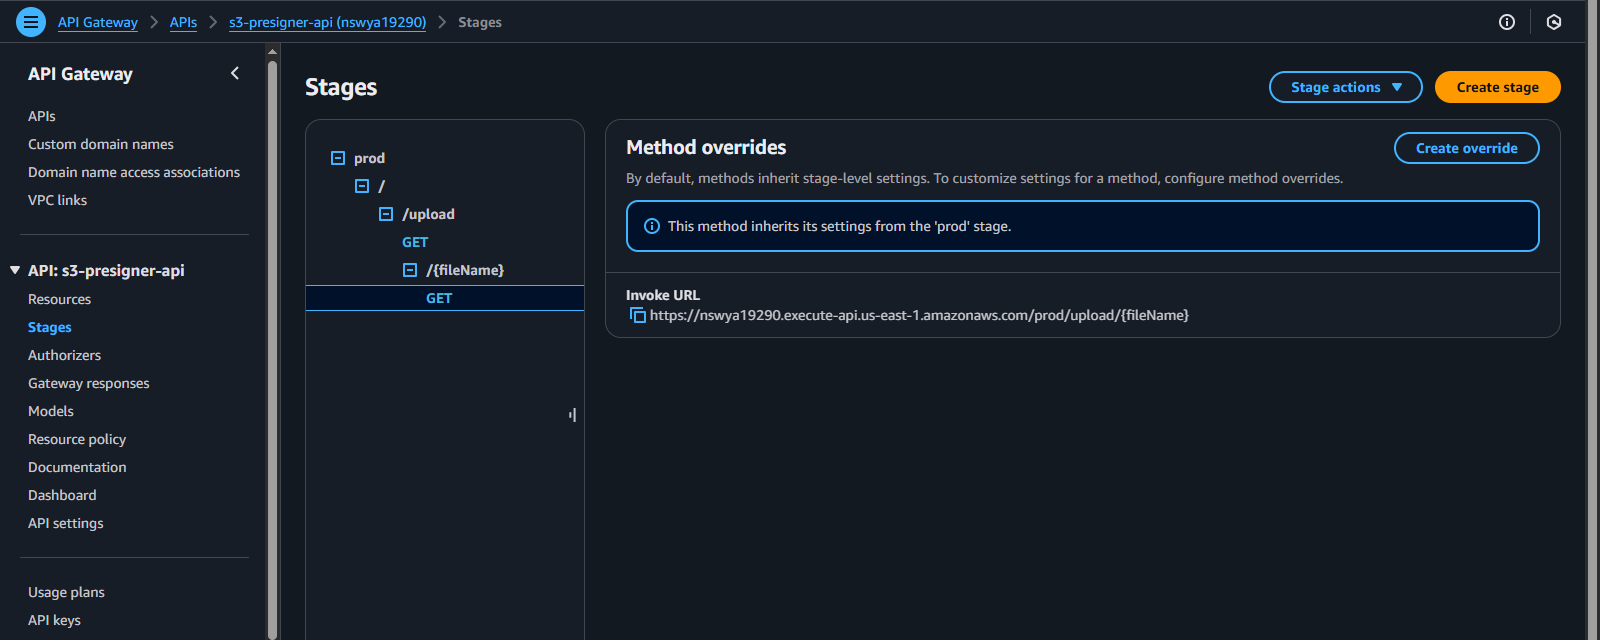 API Gateway > APIs > s3-presigner-api (nswya19290) > Stages
API Gateway
APIs
Custom domain names
Domain name access associations
VPC links
API: s3-presigner-api
Resources
Stages
Authorizers
Gateway responses
Models
Resource policy
Documentation
Dashboard
API settings
Usage plans
API keys
Stages
Stage actions
Create stage
prod
/
/upload
GET
/{fileName}
GET
Method overrides
Create override
By default, methods inherit stage-level settings. To customize settings for a method, configure method overrides.
This method inherits its settings from the 'prod' stage.
Invoke URL
https://nswya19290.execute-api.us-east-1.amazonaws.com/prod/upload/{fileName}